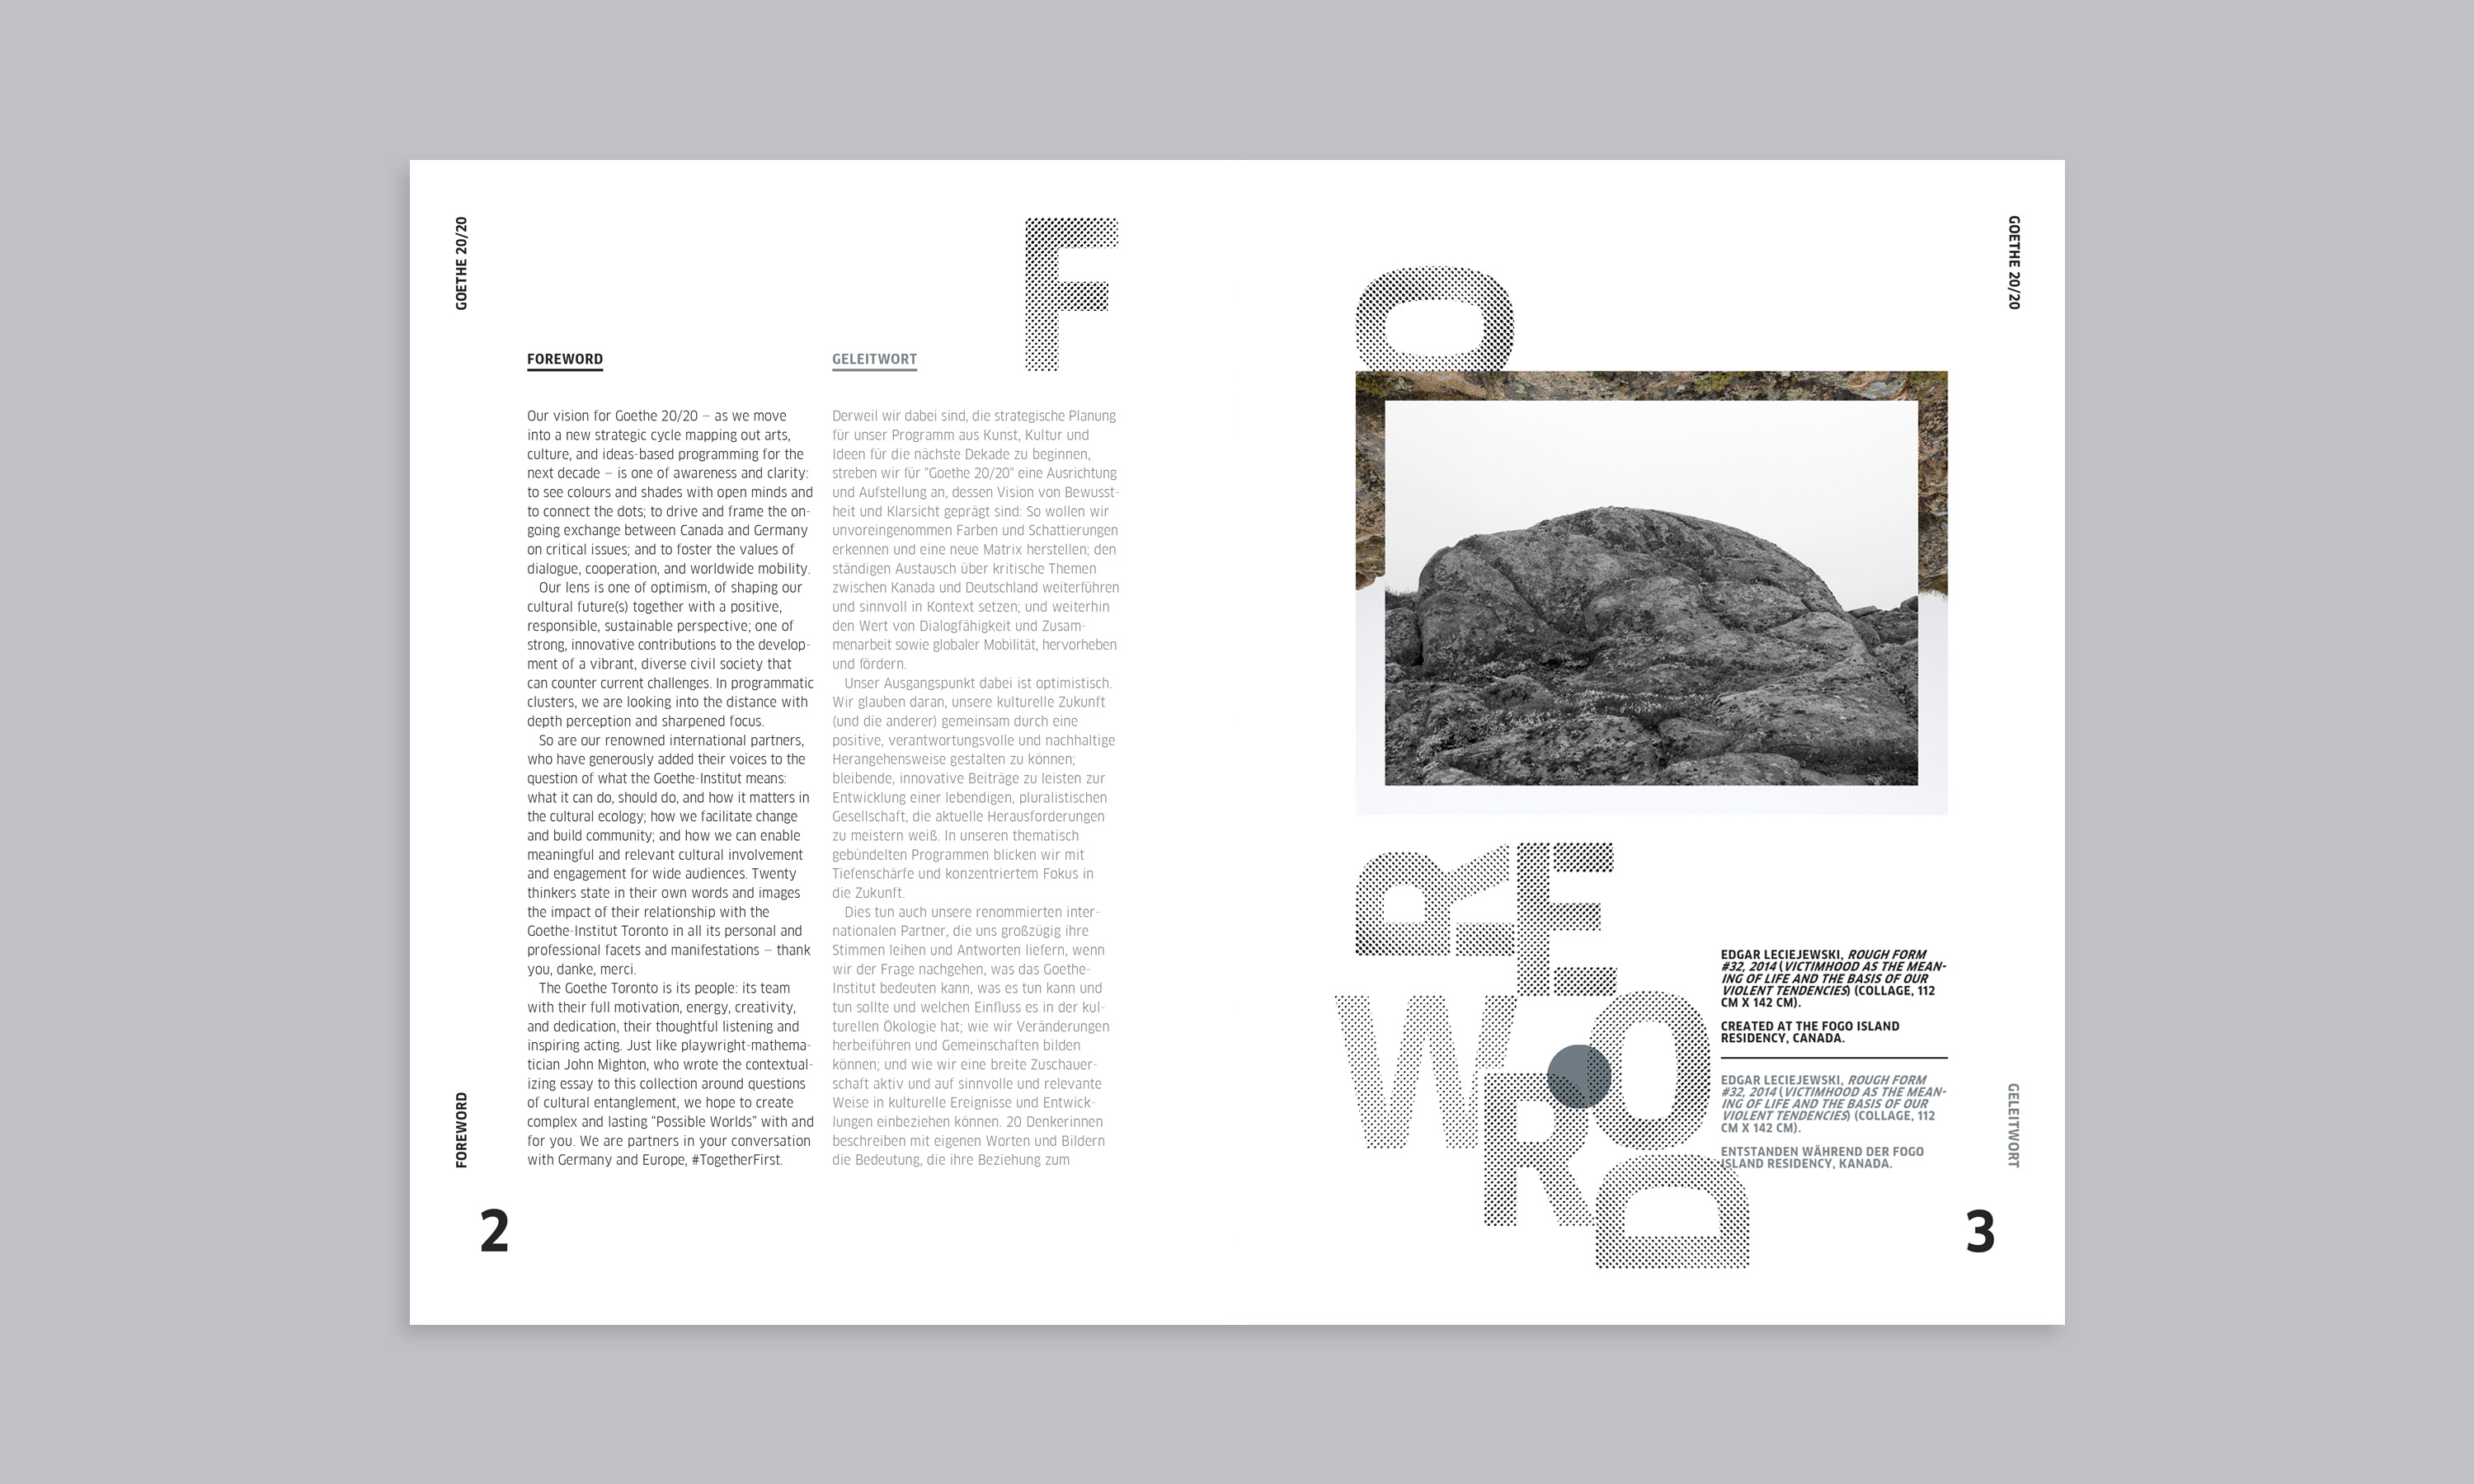 GOETHE 20/20
FOREWORD
Our vision for Goethe 20/20 – as we move
into a new strategic cycle mapping out arts,
culture, and ideas-based programming for the
next decade – is one of awareness and clarity:
to see colours and shades with open minds and
to connect the dots; to drive and frame the on-
going exchange between Canada and Germany
on critical issues; and to foster the values of
dialogue, cooperation, and worldwide mobility.
Our lens is one of optimism, of shaping our
cultural future(s) together with a positive,
responsible, sustainable perspective; one of
strong, innovative contributions to the develop-
ment of a vibrant, diverse civil society that
can counter current challenges. In programmatic
clusters, we are looking into the distance with
depth perception and sharpened focus.
So are our renowned international partners,
who have generously added their voices to the
question of what the Goethe-Institut means:
what it can do, should do, and how it matters in
the cultural ecology; how we facilitate change
and build community; and how we can enable
meaningful and relevant cultural involvement
and engagement for wide audiences. Twenty
thinkers state in their own words and images
the impact of their relationship with the
Goethe-Institut Toronto in all its personal and
professional facets and manifestations – thank
you, danke, merci.
The Goethe Toronto is its people: its team
with their full motivation, energy, creativity,
and dedication, their thoughtful listening and
inspiring acting. Just like playwright-mathema-
tician John Mighton, who wrote the contextual-
izing essay to this collection around questions
of cultural entanglement, we hope to create
complex and lasting “Possible Worlds” with and
for you. We are partners in your conversation
with Germany and Europe, #TogetherFirst.
GELEITWORT
Derweil wir dabei sind, die strategische Planung
für unser Programm aus Kunst, Kultur und
Ideen für die nächste Dekade zu beginnen,
streben wir für "Goethe 20/20" eine Ausrichtung
und Aufstellung an, dessen Vision von Bewusst-
heit und Klarsicht geprägt sind: So wollen wir
unvoreingenommen Farben und Schattierungen
erkennen und eine neue Matrix herstellen; den
ständigen Austausch über kritische Themen
zwischen Kanada und Deutschland weiterführen
und sinnvoll in Kontext setzen; und weiterhin
den Wert von Dialogfähigkeit und Zusam-
menarbeit sowie globaler Mobilität, hervorheben
und fördern.
Unser Ausgangspunkt dabei ist optimistisch.
Wir glauben daran, unsere kulturelle Zukunft
(und die anderer) gemeinsam durch eine
positive, verantwortungsvolle und nachhaltige
Herangehensweise gestalten zu können;
bleibende, innovative Beiträge zu leisten zur
Entwicklung einer lebendigen, pluralistischen
Gesellschaft, die aktuelle Herausforderungen
zu meistern weiß. In unseren thematisch
gebündelten Programmen blicken wir mit
Tiefenschärfe und konzentriertem Fokus in
die Zukunft.
Dies tun auch unsere renommierten inter-
nationalen Partner, die uns großzügig ihre
Stimmen leihen und Antworten liefern, wenn
wir der Frage nachgehen, was das Goethe-
Institut bedeuten kann, was es tun kann und
tun sollte und welchen Einfluss es in der kul-
turellen Ökologie hat; wie wir Veränderungen
herbeiführen und Gemeinschaften bilden
können; und wie wir eine breite Zuschauer-
schaft aktiv und auf sinnvolle und relevante
Weise in kulturelle Ereignisse und Entwick-
lungen einbeziehen können. 20 Denkerinnen
beschreiben mit eigenen Worten und Bildern
die Bedeutung, die ihre Beziehung zum
FOREWORD
2
F
O
RE
WO
R
D
GOETHE 20/20
EDGAR LECIEJEWSKI, ROUGH FORM
#32, 2014 (VICTIMHOOD AS THE MEAN-
ING OF LIFE AND THE BASIS OF OUR
VIOLENT TENDENCIES) (COLLAGE, 112
CM X 142 CM).
CREATED AT THE FOGO ISLAND
RESIDENCY, CANADA.
EDGAR LECIEJEWSKI, ROUGH FORM
#32, 2014 (VICTIMHOOD AS THE MEAN-
ING OF LIFE AND THE BASIS OF OUR
VIOLENT TENDENCIES) (COLLAGE, 112
CM X 142 CM).
ENTSTANDEN WÄHREND DER FOGO
ISLAND RESIDENCY, KANADA.
GELEITWORT
3